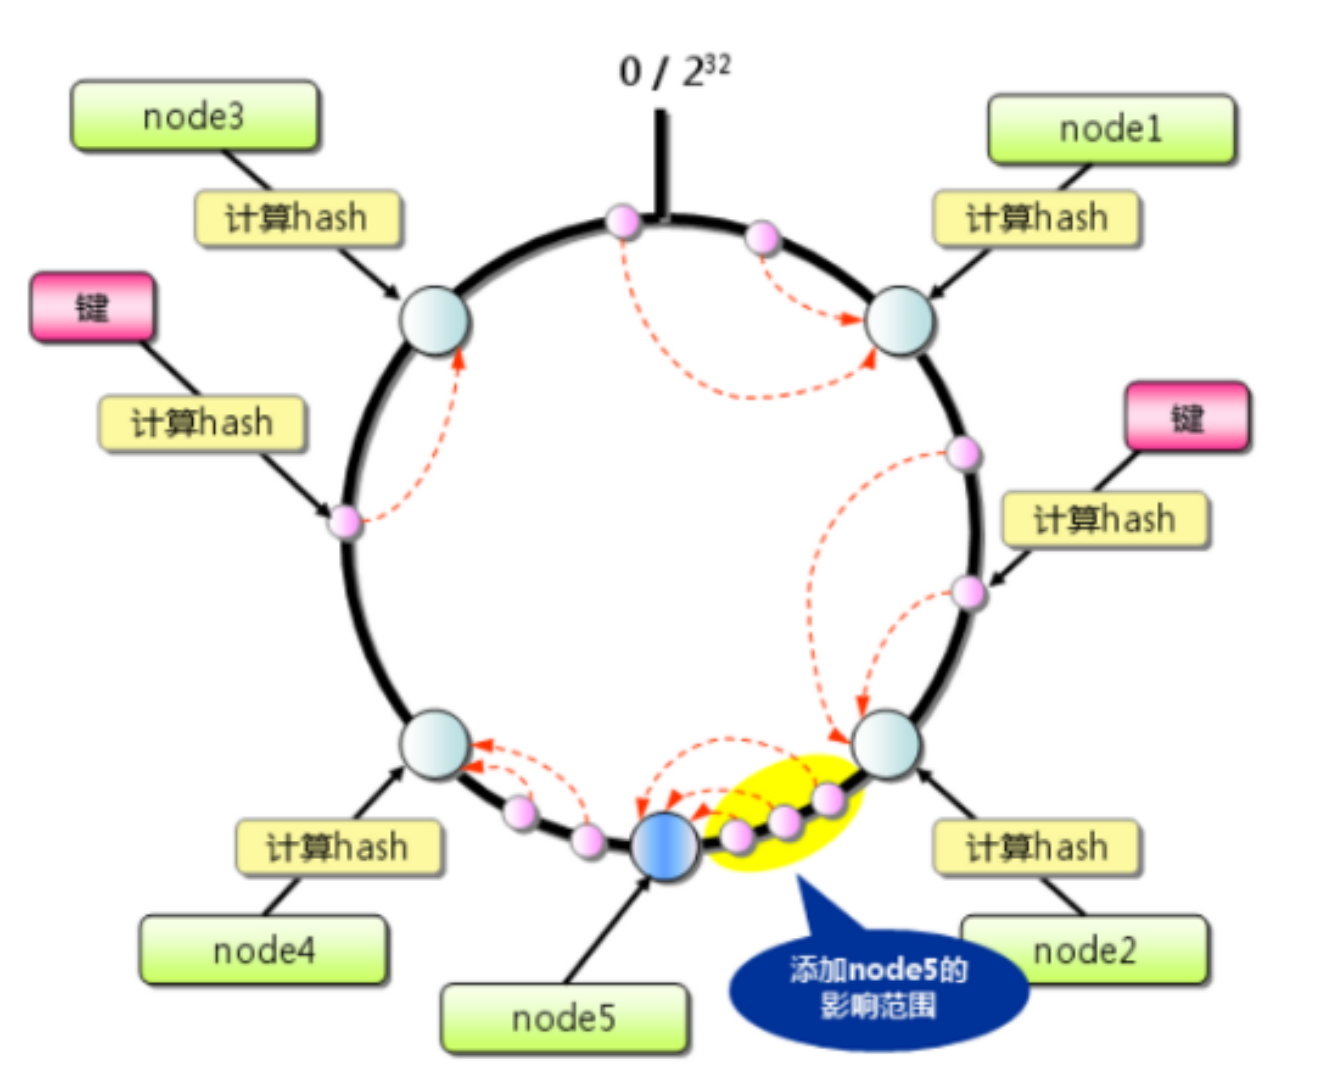 0 / 2³²
node3
node1
计算hash
计算hash
键
键
计算hash
计算hash
计算hash
计算hash
node4
node2
添加node5的
影响范围
node5